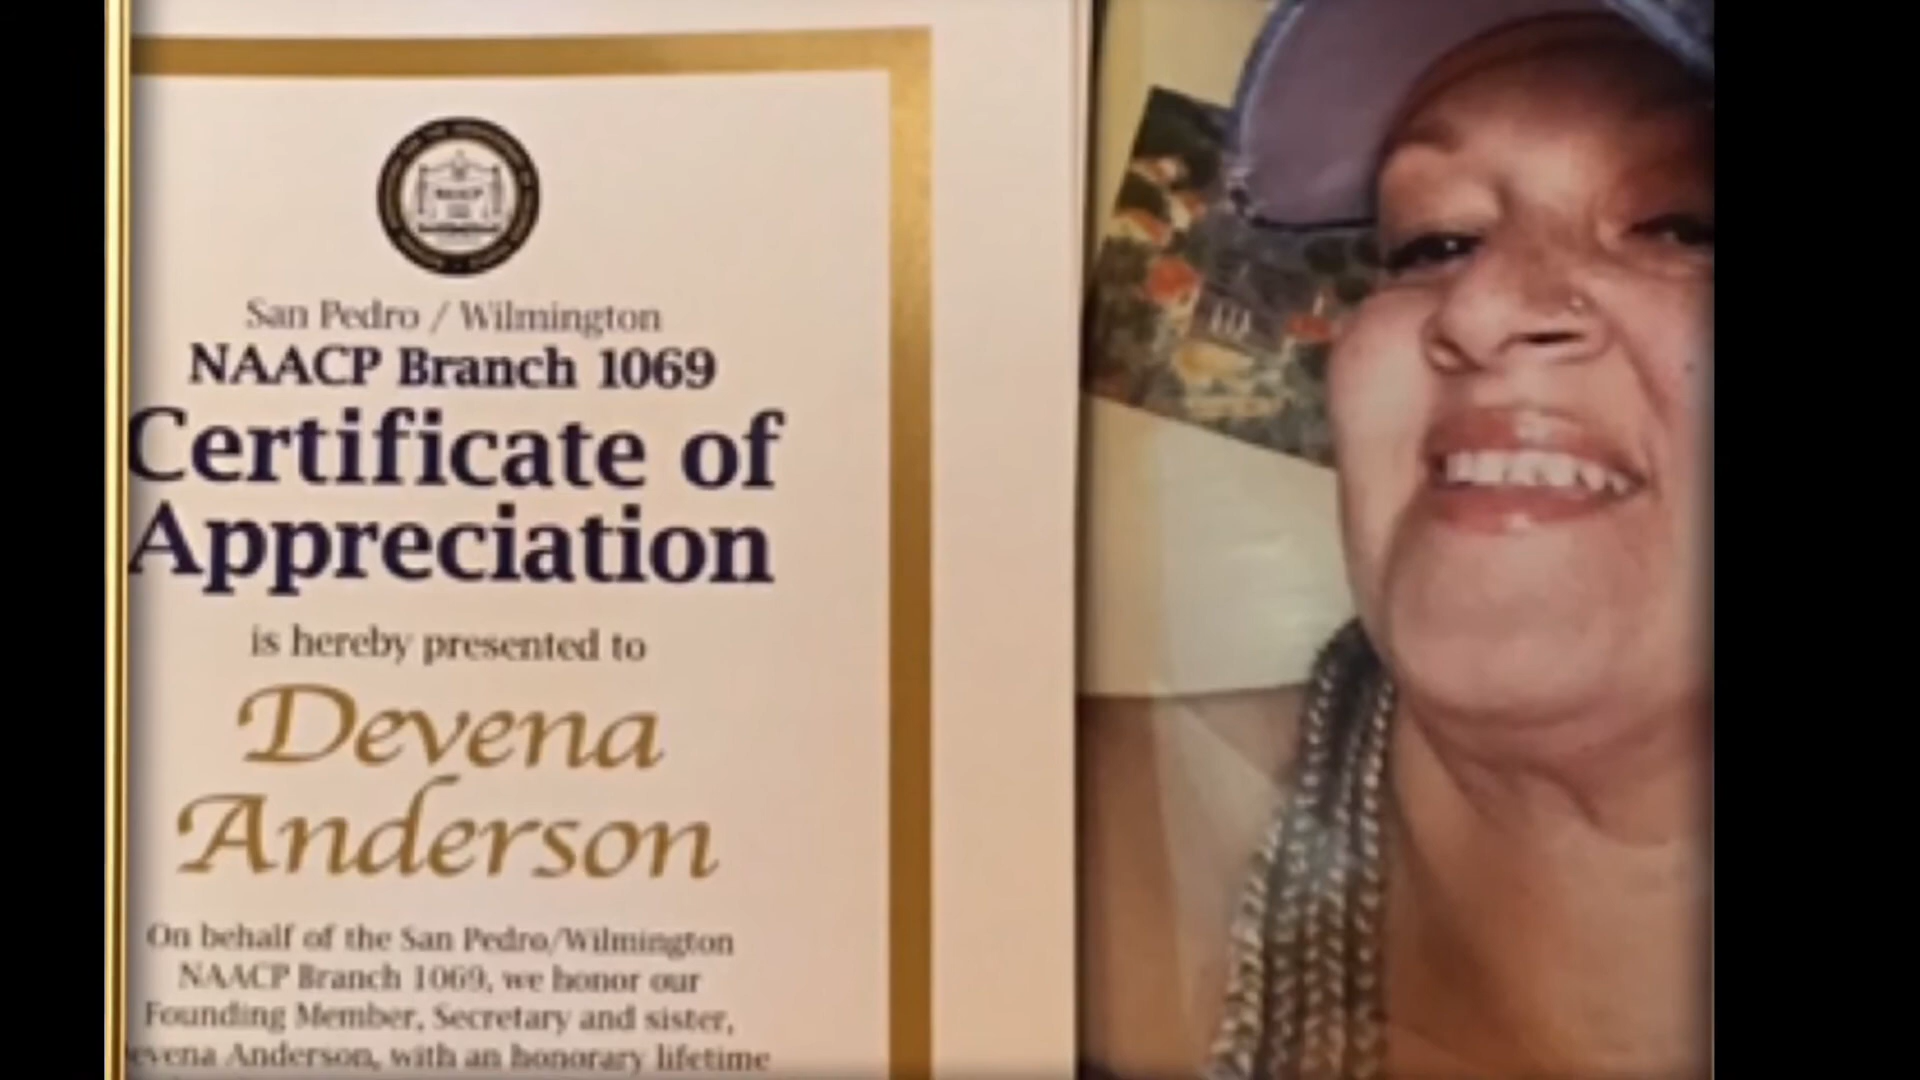 San Pedro / Wilmington
NAACP Branch 1069
Certificate of
Appreciation
is hereby presented to
Devena
Anderson
On behalf of the San Pedro/Wilmington
NAACP Branch 1069, we honor our
Founding Member, Secretary and sister,
evena Anderson, with an honorary lifetime